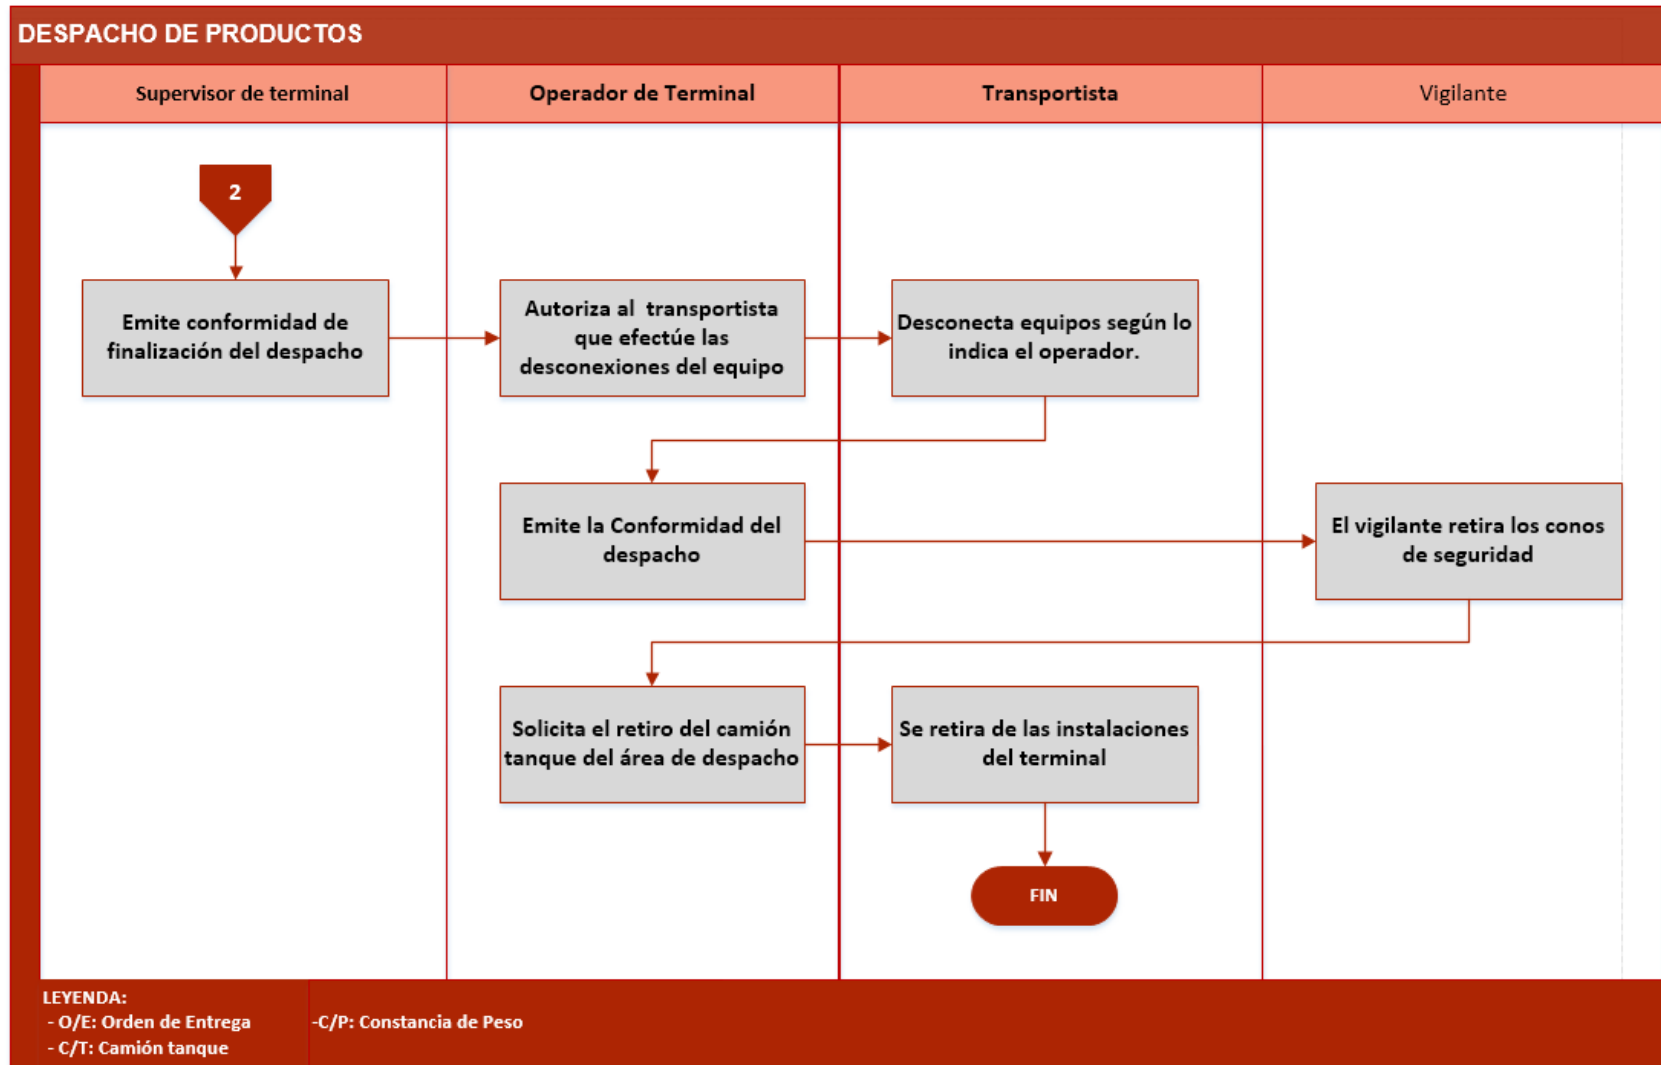 DESPACHO DE PRODUCTOS
Supervisor de terminal
Operador de Terminal
Transportista
Vigilante
2
Emite conformidad de
finalización del despacho
Autoriza al transportista
que efectúe las
desconexiones del equipo
Desconecta equipos según lo
indica el operador.
Emite la Conformidad del
despacho
El vigilante retira los conos
de seguridad
Solicita el retiro del camión
tanque del área de despacho
Se retira de las instalaciones
del terminal
FIN
LEYENDA:
- O/E: Orden de Entrega
- C/T: Camión tanque
-C/P: Constancia de Peso